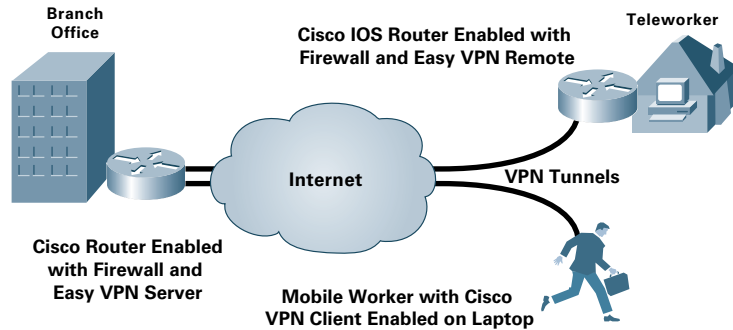 Branch
Office
Cisco IOS Router Enabled with
Firewall and Easy VPN Remote
Teleworker
Internet
VPN Tunnels
Cisco Router Enabled
with Firewall and
Easy VPN Server
Mobile Worker with Cisco
VPN Client Enabled on Laptop